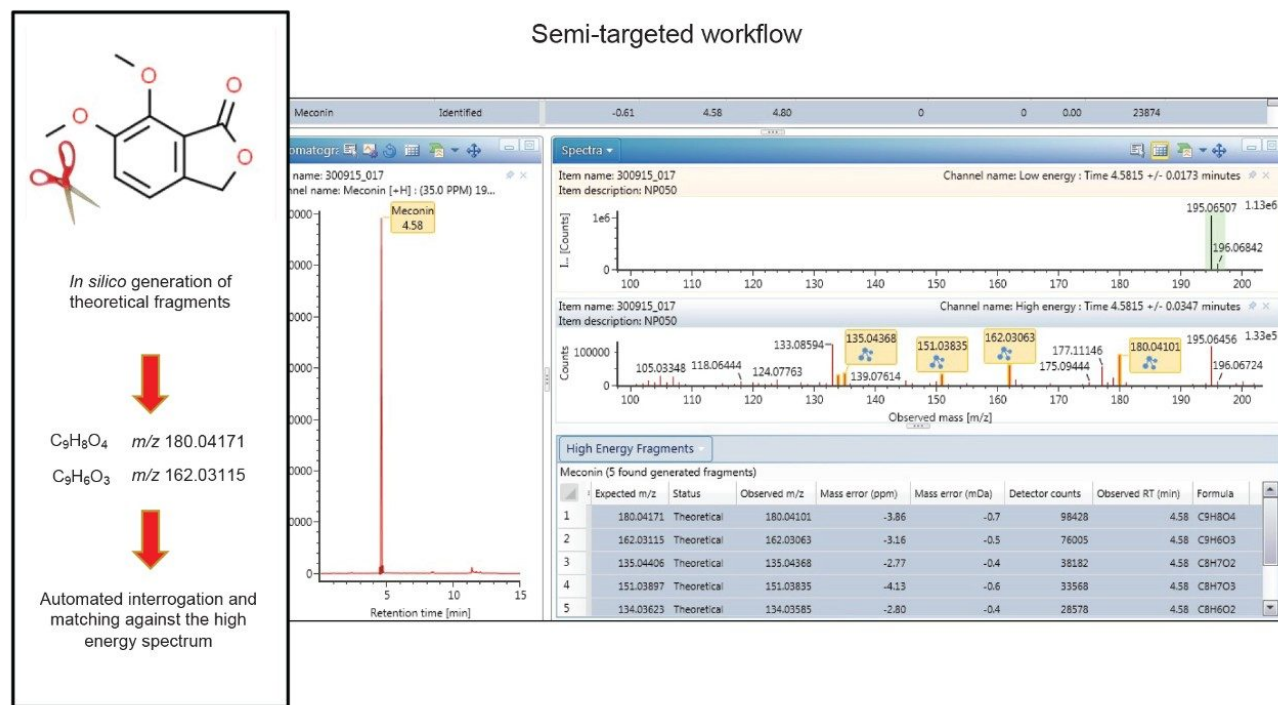 Semi-targeted workflow
O
O
O
O
In silico generation of
theoretical fragments
C9H8O4 m/z 180.04171
C9H6O3 m/z 162.03115
Automated interrogation and
matching against the high
energy spectrum
Meconin Identified -0.61 4.58 4.80 0 0 0.00 23874
name: 300915_017
Channel name: Meconin [+H] : (35.0 PPM) 19...
Meconin
4.58
0
5 10 15
Retention time [min]
Spectra
Item name: 300915_017 Channel name: Low energy : Time 4.5815 +/- 0.0173 minutes
Item description: NP050
195.06507 1.13e6
1e6
196.06842
0
I... [Counts]
100 110 120 130 140 150 160 170 180 190 200
Item name: 300915_017 Channel name: High energy : Time 4.5815 +/- 0.0347 minutes
Item description: NP050
133.08594 135.04368 151.03835 162.03063 177.11146 180.04101 195.06456 1.33e5
100000
105.03348 118.06444 124.07763 139.07614 175.09444 196.06724
0
Counts
100 110 120 130 140 150 160 170 180 190 200
Observed mass [m/z]
High Energy Fragments
Meconin (5 found generated fragments)
Expected m/z Status Observed m/z Mass error (ppm) Mass error (mDa) Detector counts Observed RT (min) Formula
1 180.04171 Theoretical 180.04101 -3.86 -0.7 98428 4.58 C9H8O4
2 162.03115 Theoretical 162.03063 -3.16 -0.5 76005 4.58 C9H6O3
3 135.04406 Theoretical 135.04368 -2.77 -0.4 38182 4.58 C8H7O2
4 151.03897 Theoretical 151.03835 -4.13 -0.6 33568 4.58 C8H7O3
5 134.03623 Theoretical 134.03585 -2.80 -0.4 28578 4.58 C8H6O2